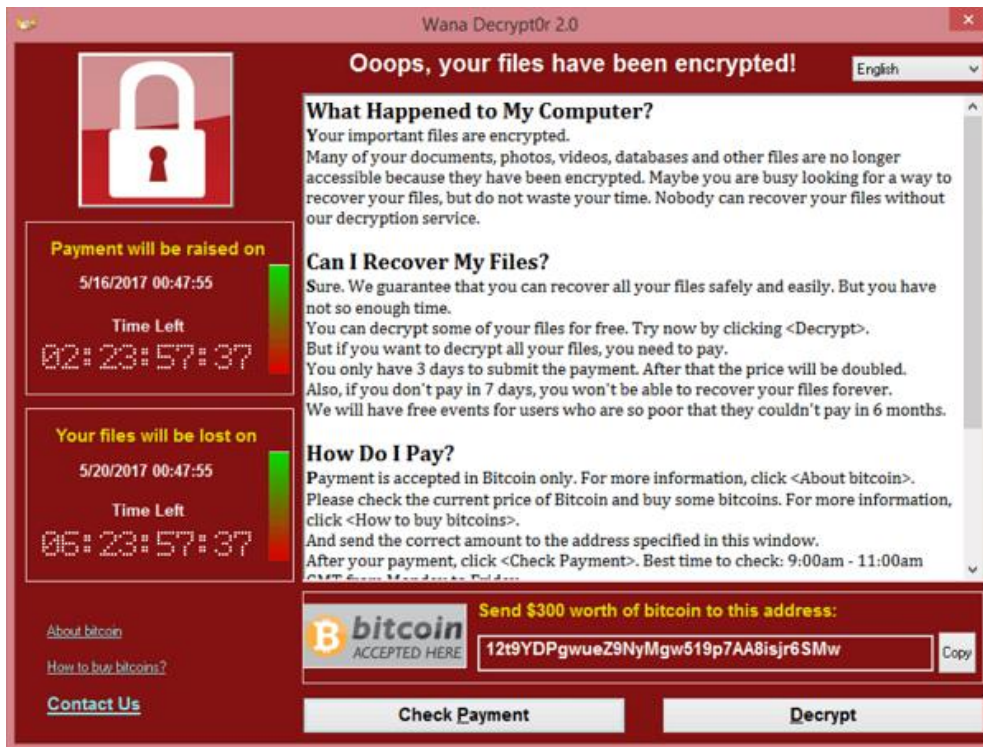 Wana Decrypt0r 2.0
Ooops, your files have been encrypted!
English
What Happened to My Computer?
Your important files are encrypted.
Many of your documents, photos, videos, databases and other files are no longer
accessible because they have been encrypted. Maybe you are busy looking for a way to
recover your files, but do not waste your time. Nobody can recover your files without
our decryption service.
Can I Recover My Files?
Sure. We guarantee that you can recover all your files safely and easily. But you have
not so enough time.
You can decrypt some of your files for free. Try now by clicking <Decrypt>.
But if you want to decrypt all your files, you need to pay.
You only have 3 days to submit the payment. After that the price will be doubled.
Also, if you don't pay in 7 days, you won't be able to recover your files forever.
We will have free events for users who are so poor that they couldn't pay in 6 months.
How Do I Pay?
Payment is accepted in Bitcoin only. For more information, click <About bitcoin>.
Please check the current price of Bitcoin and buy some bitcoins. For more information,
click <How to buy bitcoins>.
And send the correct amount to the address specified in this window.
After your payment, click <Check Payment>. Best time to check: 9:00am - 11:00am
GMT from Monday to Friday.
Payment will be raised on
5/16/2017 00:47:55
Time Left
02:23:57:37
Your files will be lost on
5/20/2017 00:47:55
Time Left
06:23:57:37
About bitcoin
How to buy bitcoins?
Contact Us
bitcoin
ACCEPTED HERE
Send $300 worth of bitcoin to this address:
12t9YDPgwueZ9NyMgw519p7AA8isjr6SMw
Copy
Check Payment
Decrypt